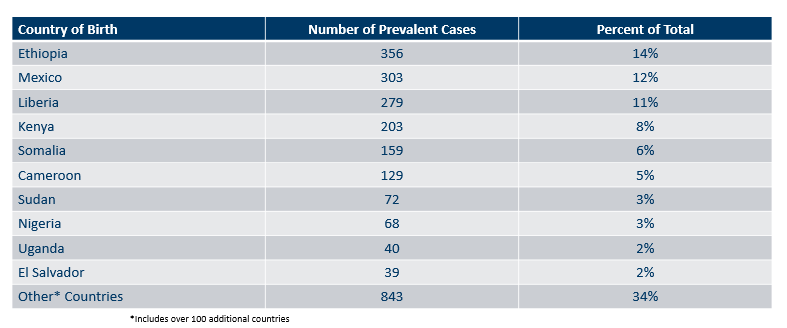 Country of Birth Number of Prevalent Cases Percent of Total
Ethiopia 356 14%
Mexico 303 12%
Liberia 279 11%
Kenya 203 8%
Somalia 159 6%
Cameroon 129 5%
Sudan 72 3%
Nigeria 68 3%
Uganda 40 2%
El Salvador 39 2%
Other* Countries 843 34%
*Includes over 100 additional countries